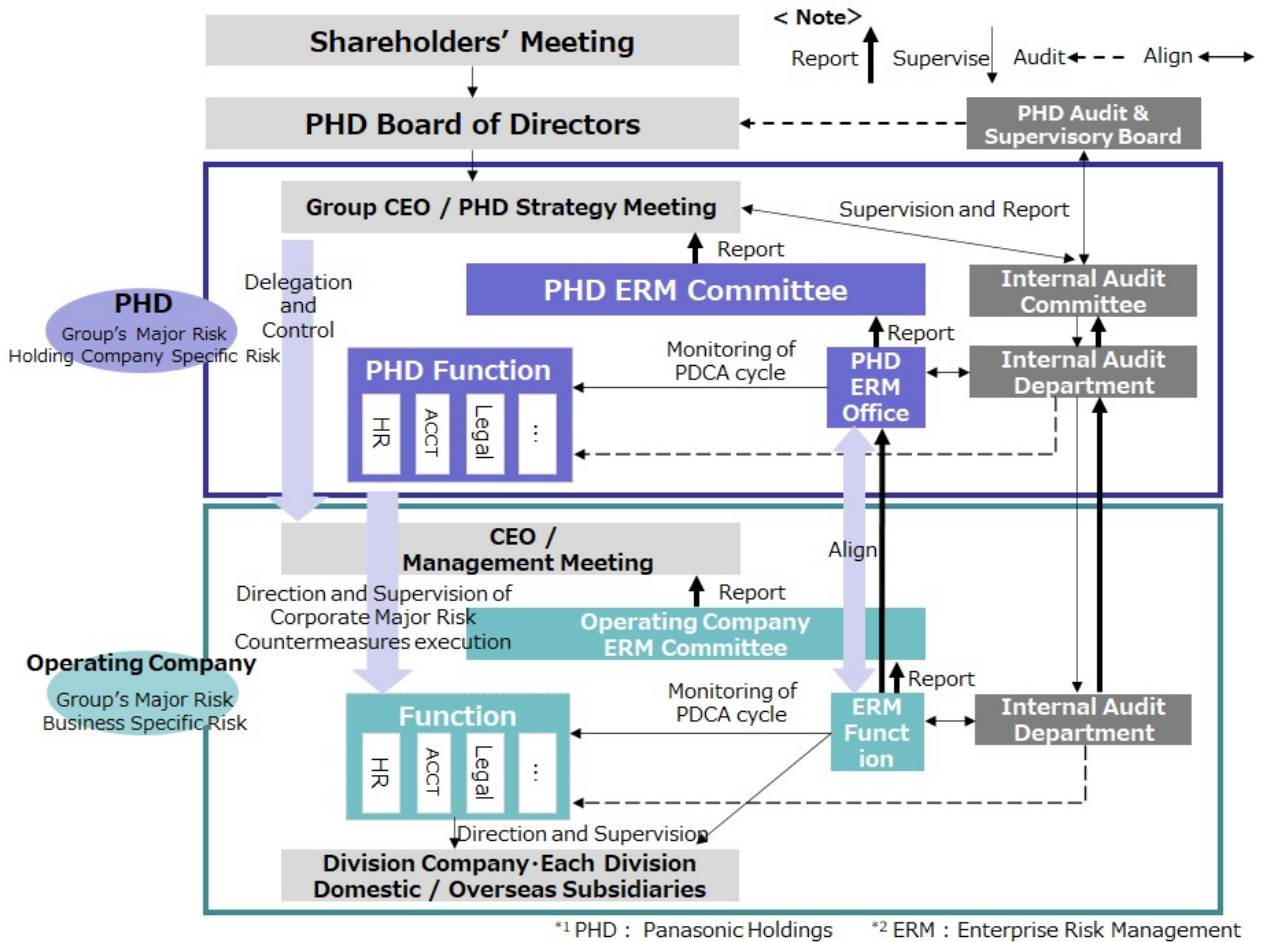 < Note>
Report
Supervise
Audit
Align
Shareholders' Meeting
PHD Board of Directors
PHD Audit &
Supervisory Board
Group CEO / PHD Strategy Meeting
Supervision and Report
Report
Delegation
and
Control
PHD ERM Committee
Internal Audit
Committee
PHD
Group's Major Risk
Holding Company Specific Risk
Report
Monitoring of
PDCA cycle
PHD Function
HR
ACCT
Legal
...
PHD
ERM
Office
Internal Audit
Department
Align
CEO /
Management Meeting
Report
Direction and Supervision of
Corporate Major Risk
Countermeasures execution
Operating Company
ERM Committee
Operating Company
Group's Major Risk
Business Specific Risk
Report
Monitoring of
PDCA cycle
Function
HR
ACCT
Legal
...
ERM
Funct
ion
Internal Audit
Department
Direction and Supervision
Division Company・Each Division
Domestic / Overseas Subsidiaries
*1 PHD : Panasonic Holdings
*2 ERM : Enterprise Risk Management